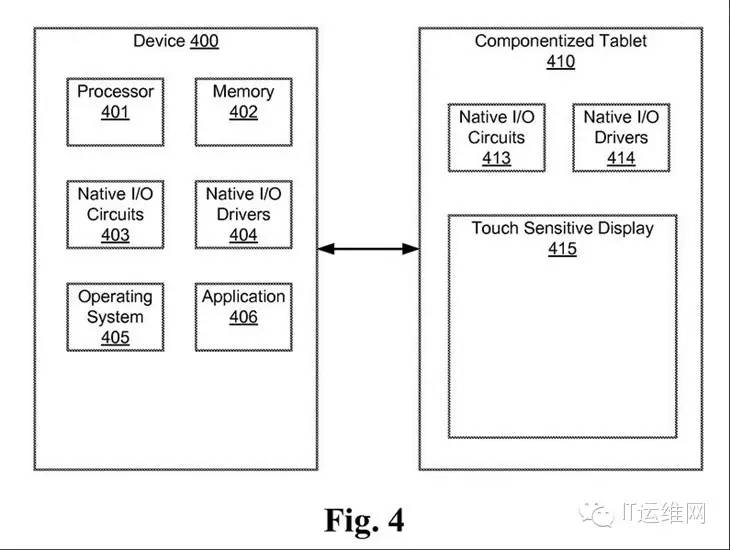 Device 400
Processor
401
Memory
402
Native I/O
Circuits
403
Native I/O
Drivers
404
Operating
System
405
Application
406
Componentized Tablet
410
Native I/O
Circuits
413
Native I/O
Drivers
414
Touch Sensitive Display
415
Fig. 4
IT运维网